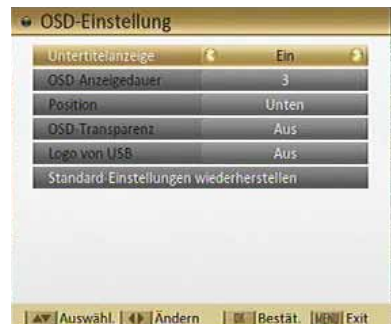 OSD-Einstellung
Untertitelanzeige Ein
OSD Anzeigedauer 3
Position Unten
OSD-Transparenz Aus
Logo von USB Aus
Standard Einstellungen wiederherstellen
Auswähl. Ändern OK Bestät. MENU Exit